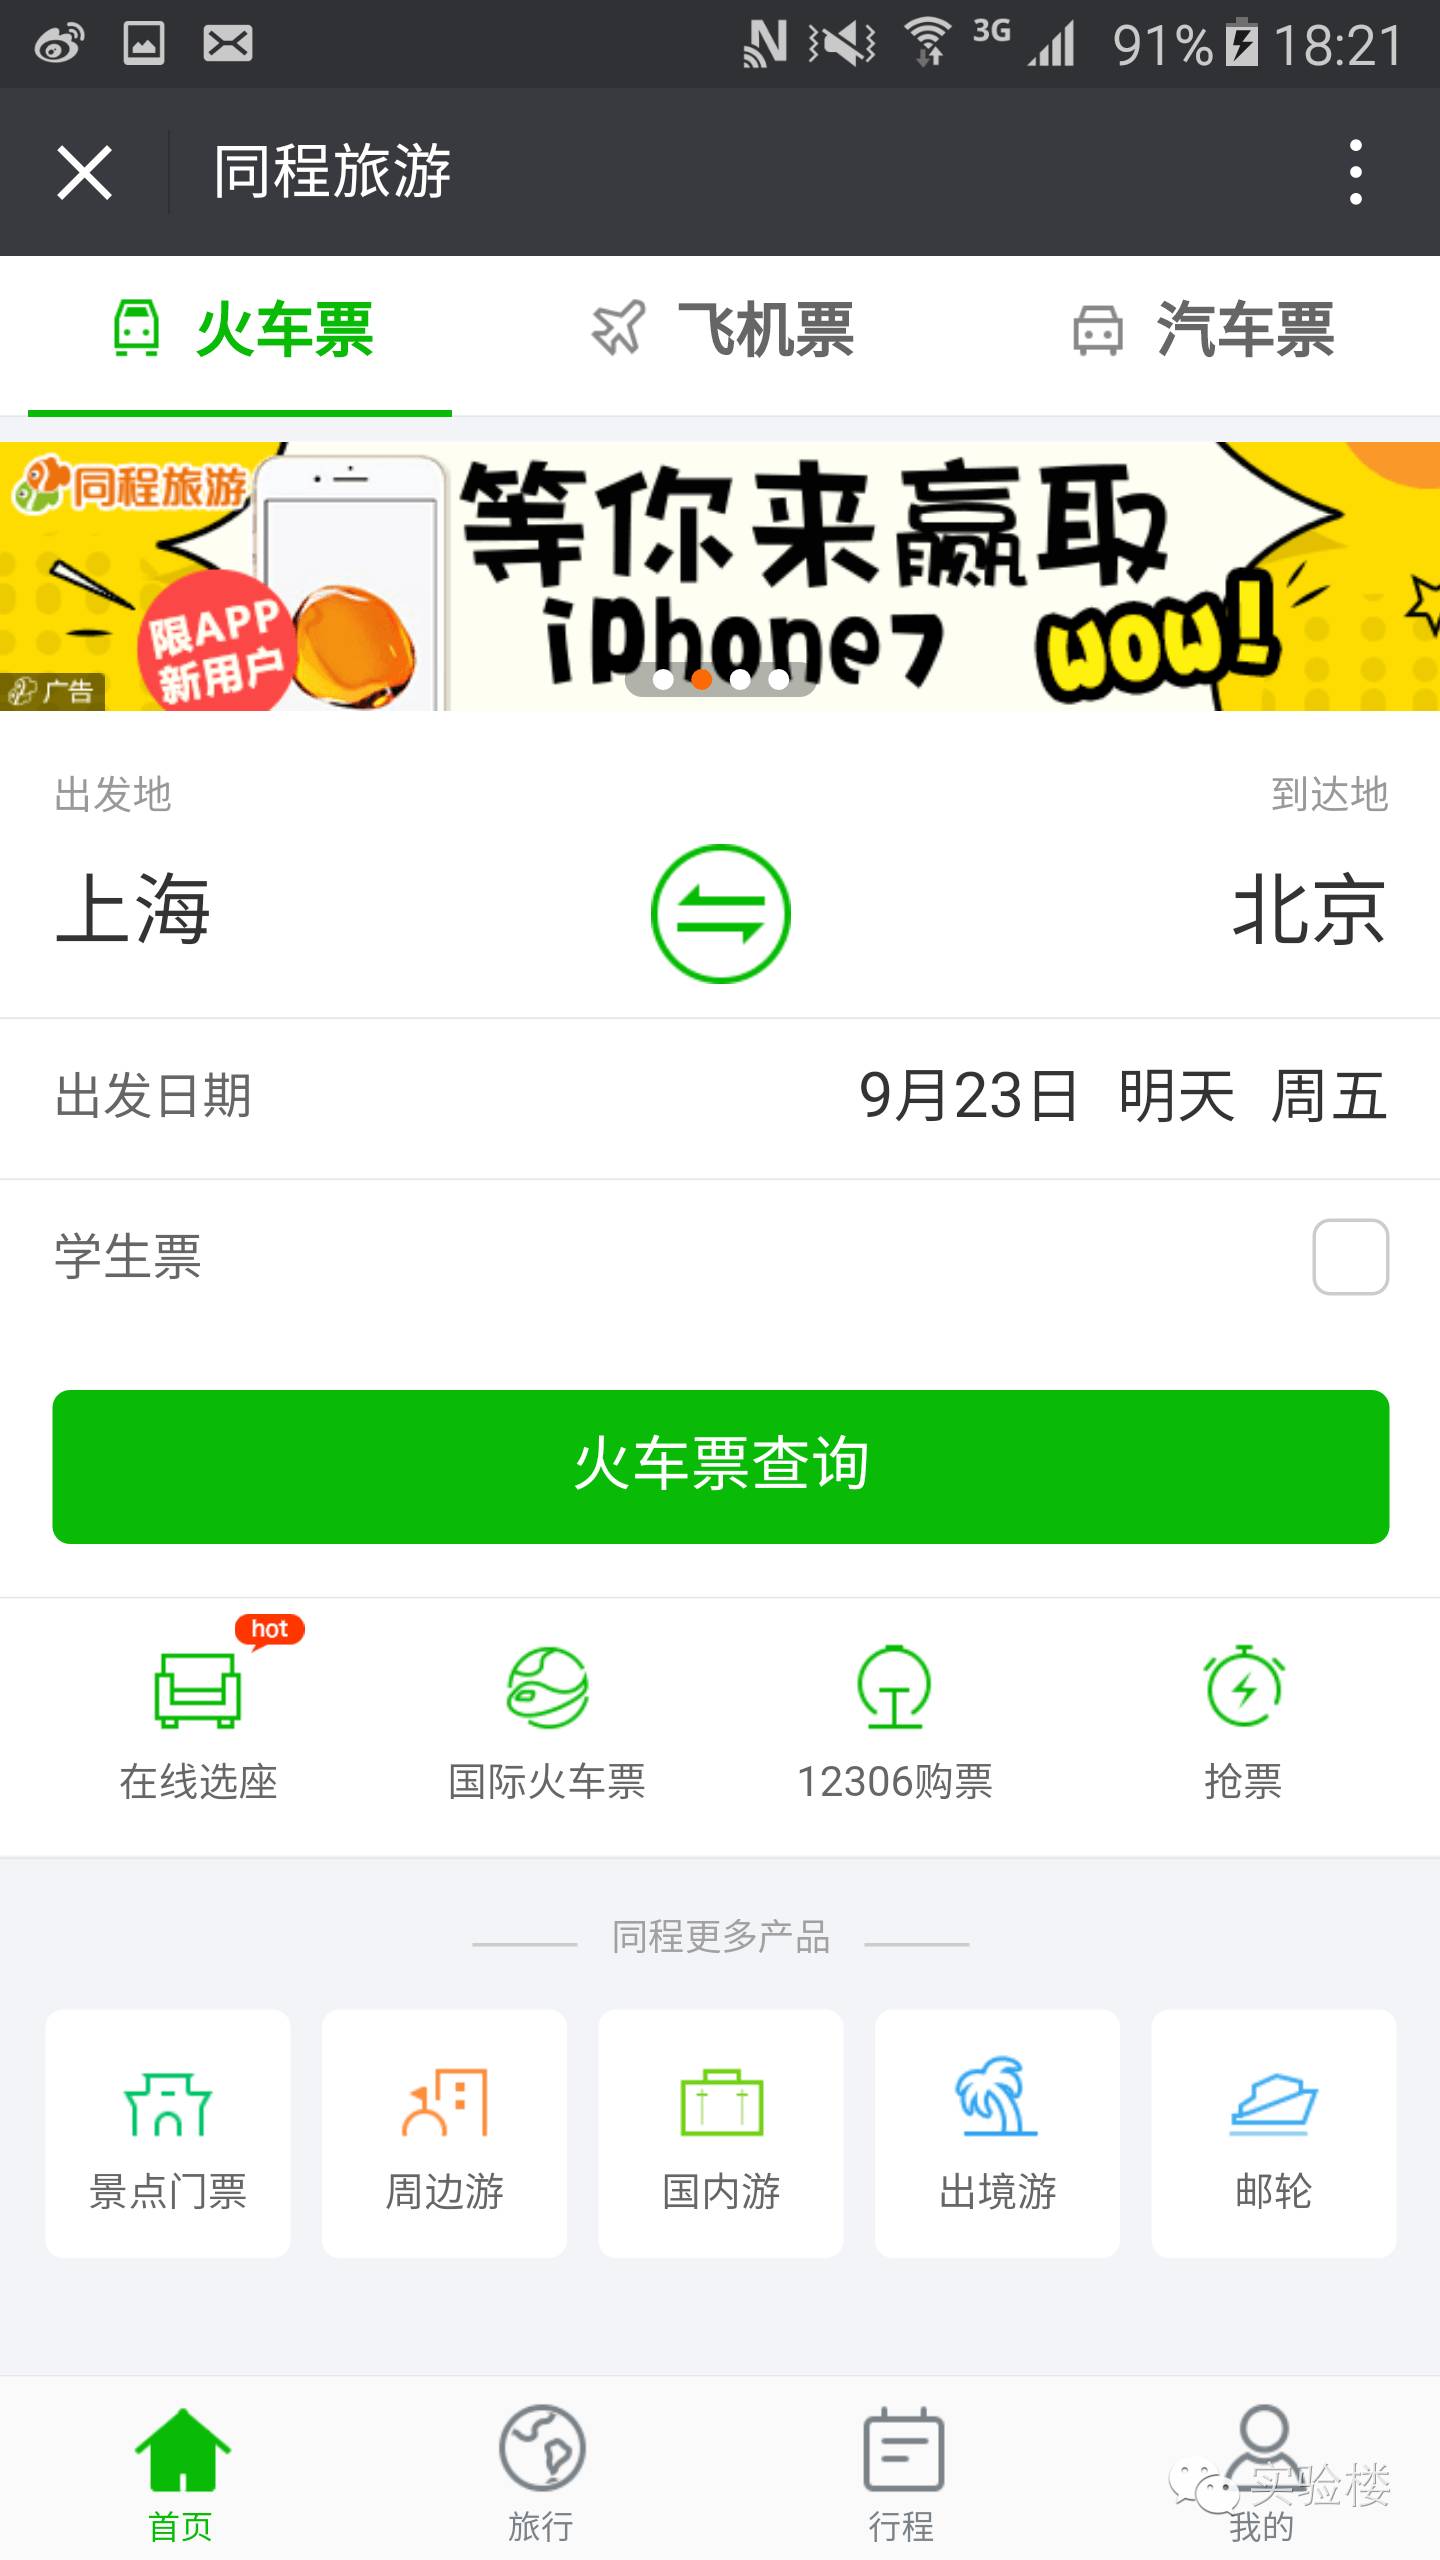 3G 91% 18:21
同程旅游
火车票 飞机票 汽车票
同程旅游
等你来赢取
iPhone7 WOW!
限APP
新用户
广告
出发地 到达地
上海 北京
出发日期 9月23日 明天 周五
学生票
火车票查询
hot
在线选座 国际火车票 12306购票 抢票
同程更多产品
景点门票 周边游 国内游 出境游 邮轮
实验楼
首页 旅行 行程 我的